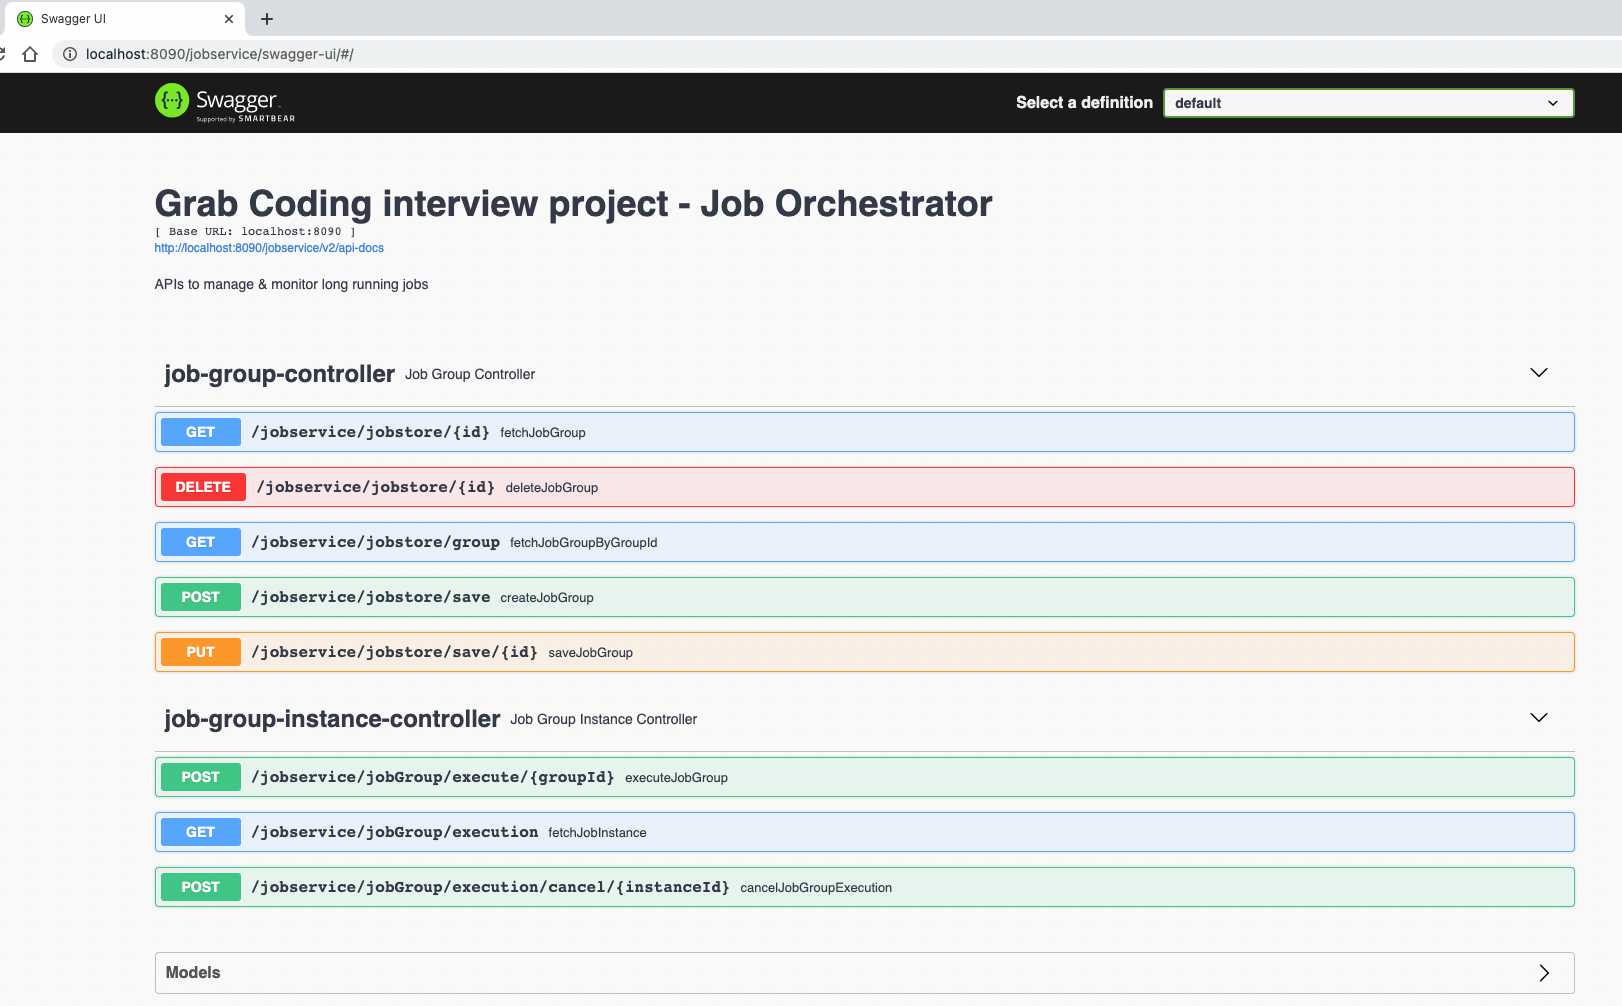 Swagger UI
localhost:8090/jobservice/swagger-ui/#/
Swagger
Supported by SMARTBEAR
Select a definition
default
Grab Coding interview project - Job Orchestrator
[ Base URL: localhost:8090 ]
http://localhost:8090/jobservice/v2/api-docs
APIs to manage & monitor long running jobs
job-group-controller Job Group Controller
GET /jobservice/jobstore/{id} fetchJobGroup
DELETE /jobservice/jobstore/{id} deleteJobGroup
GET /jobservice/jobstore/group fetchJobGroupByGroupId
POST /jobservice/jobstore/save createJobGroup
PUT /jobservice/jobstore/save/{id} saveJobGroup
job-group-instance-controller Job Group Instance Controller
POST /jobservice/jobGroup/execute/{groupId} executeJobGroup
GET /jobservice/jobGroup/execution fetchJobInstance
POST /jobservice/jobGroup/execution/cancel/{instanceId} cancelJobGroupExecution
Models